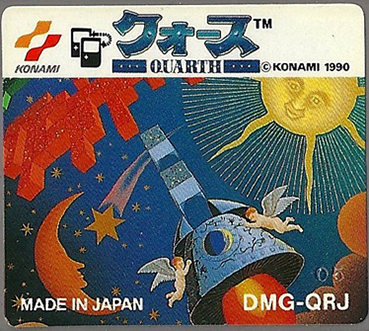 クォース™
KONAMI
QUARTH
©KONAMI 1990
MADE IN JAPAN
DMG-QRJ